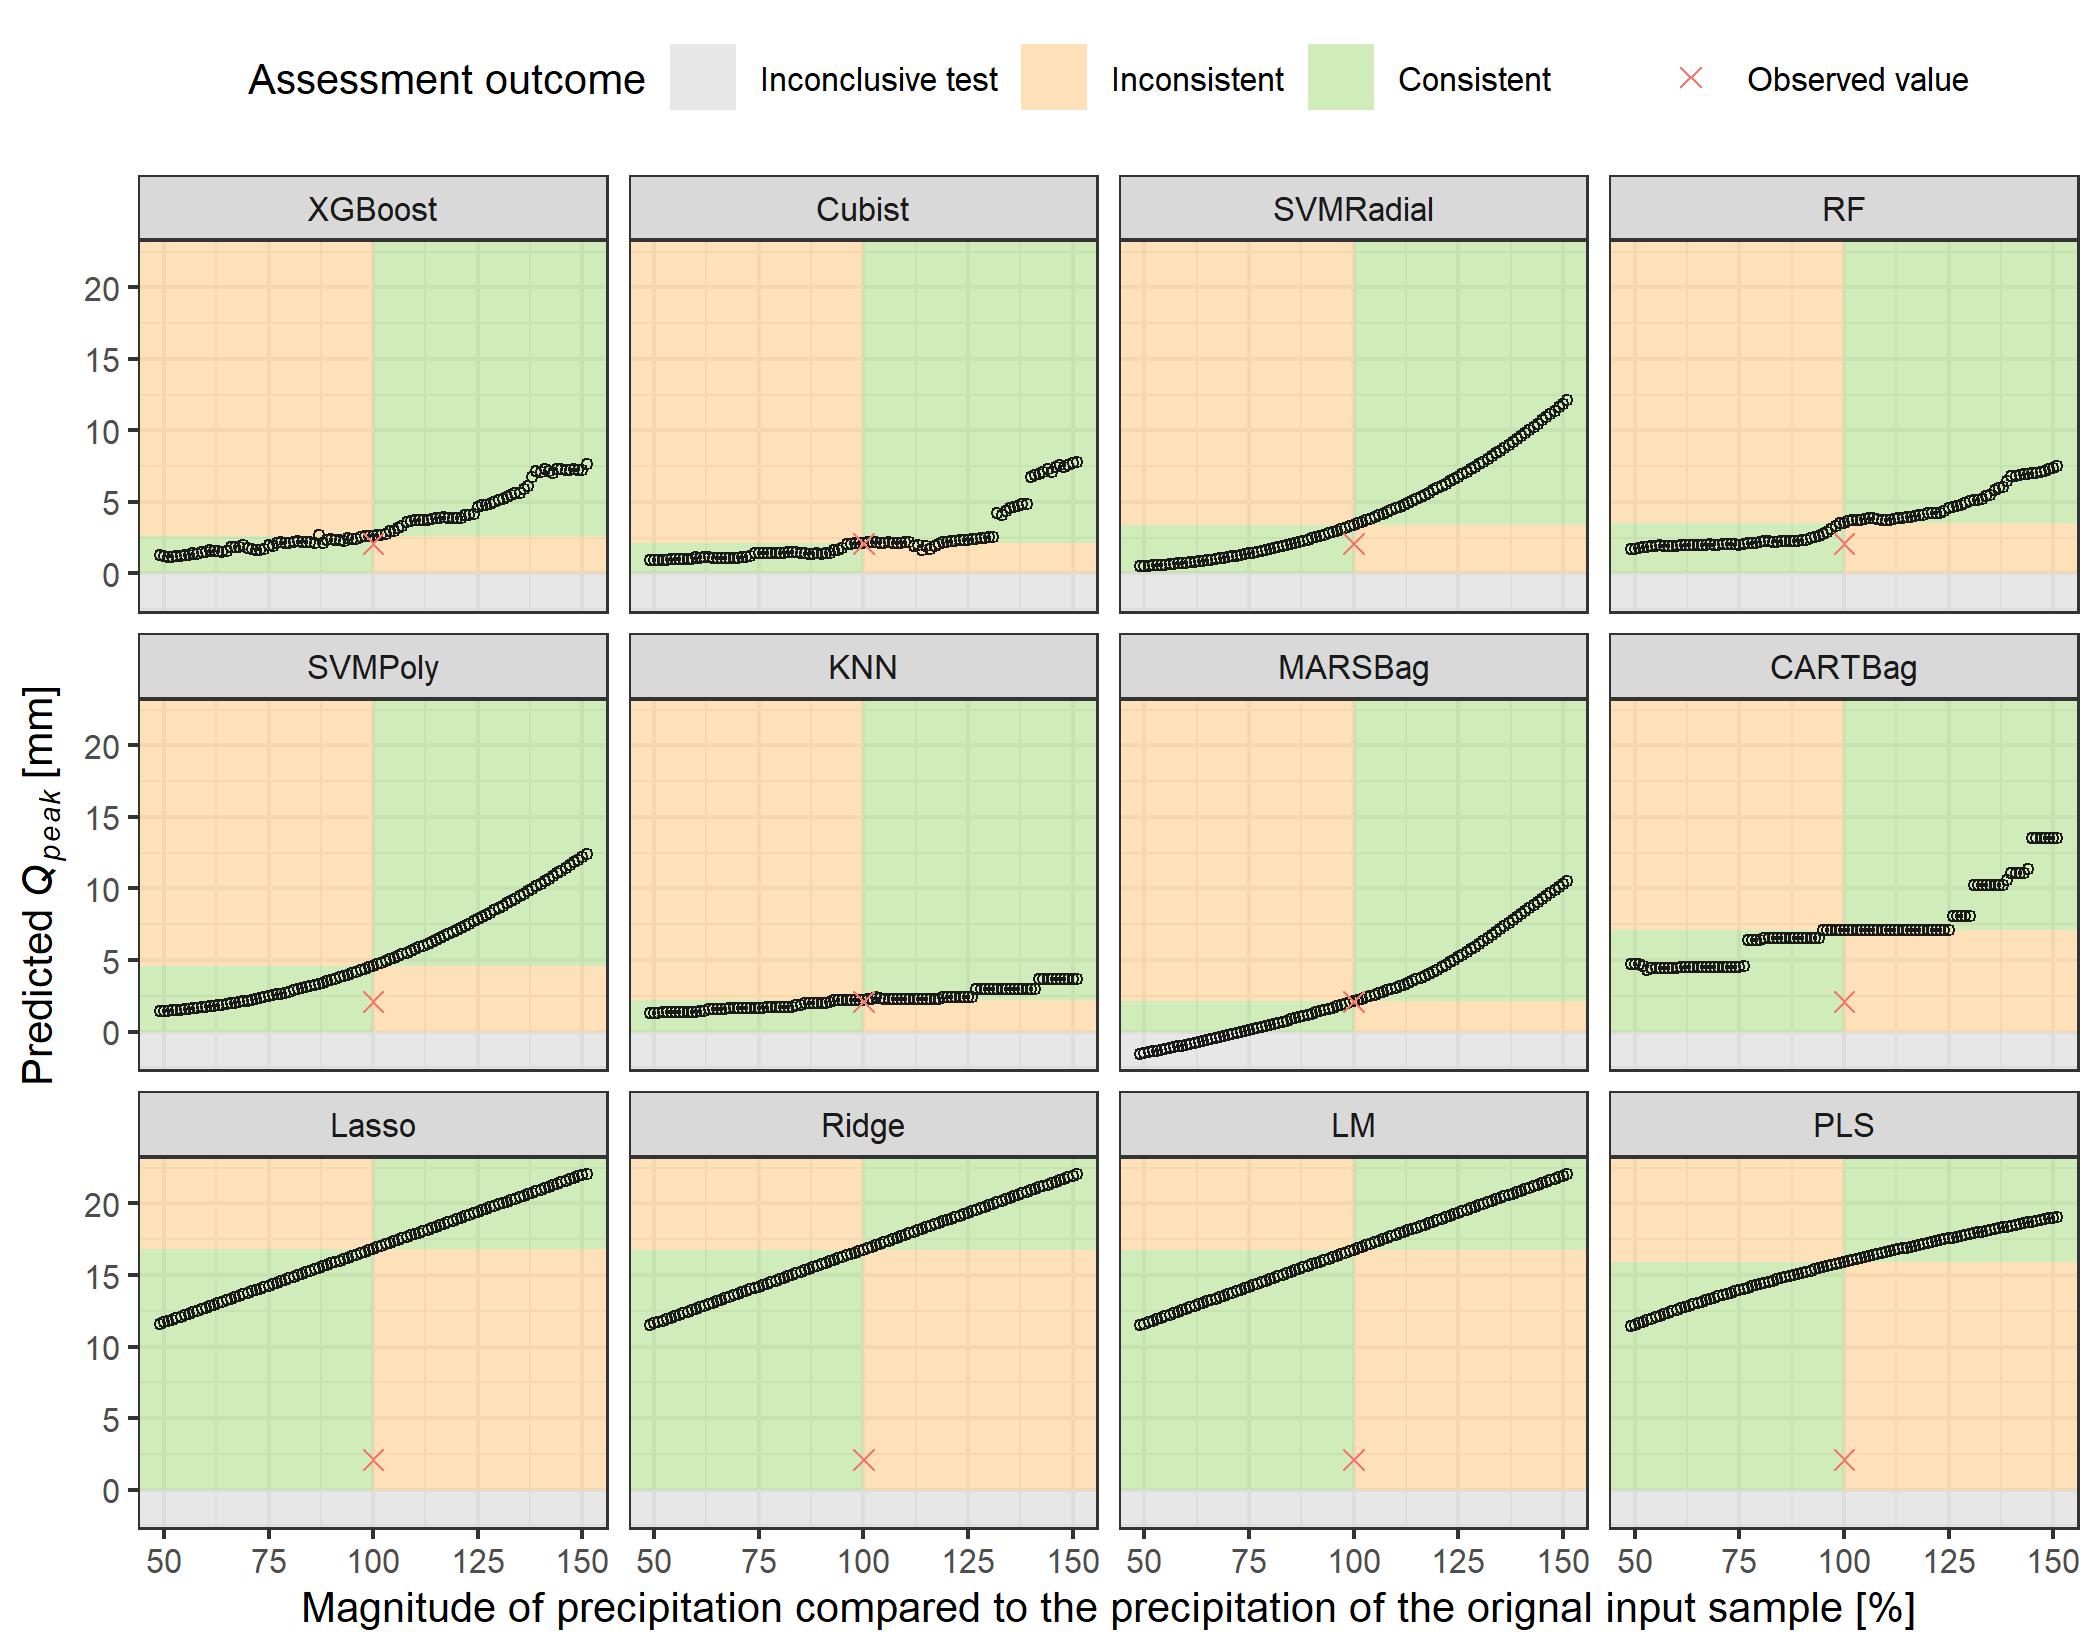 Assessment outcome Inconclusive test Inconsistent Consistent Observed value
XGBoost Cubist SVMRadial RF
20
15
10
5
0
SVMPoly KNN MARSBag CARTBag
20
15
10
5
0
Lasso Ridge LM PLS
20
15
10
5
0
Predicted Qpeak [mm]
50 75 100 125 150 50 75 100 125 150 50 75 100 125 150 50 75 100 125 150
Magnitude of precipitation compared to the precipitation of the orignal input sample [%]